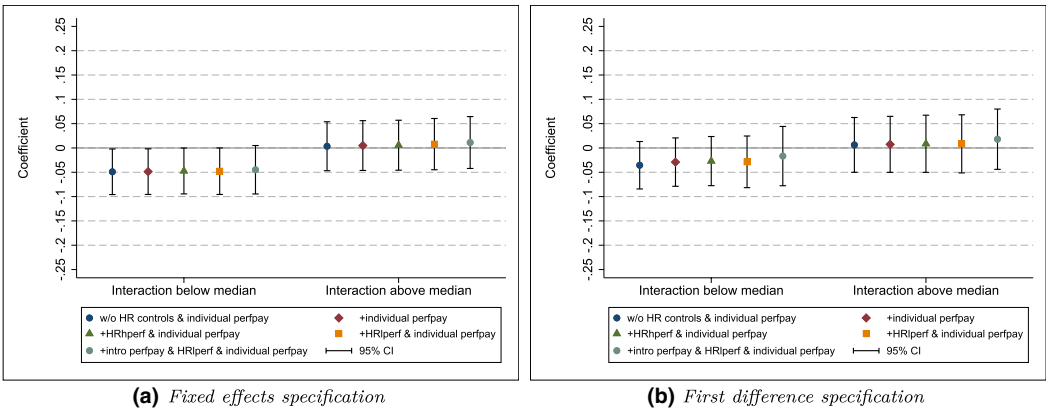 .25
.2
.15
.1
.05
0
-.05
-.1
-.15
-.2
-.25
Coefficient
Interaction below median Interaction above median
w/o HR controls & individual perfpay +individual perfpay
+HRhperf & individual perfpay +HRlperf & individual perfpay
+intro perfpay & HRlperf & individual perfpay 95% CI
(a) Fixed effects specification
.25
.2
.15
.1
.05
0
-.05
-.1
-.15
-.2
-.25
Coefficient
Interaction below median Interaction above median
w/o HR controls & individual perfpay +individual perfpay
+HRhperf & individual perfpay +HRlperf & individual perfpay
+intro perfpay & HRlperf & individual perfpay 95% CI
(b) First difference specification